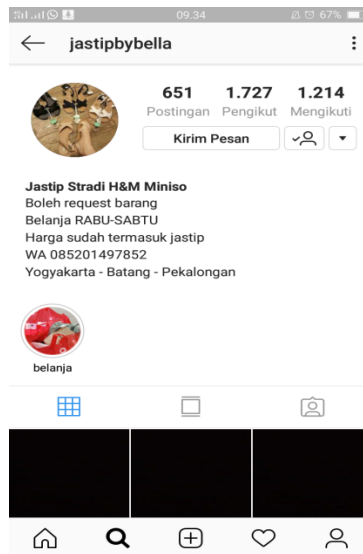 09.34
67%
jastipbybella
651 1.727 1.214
Postingan Pengikut Mengikuti
Kirim Pesan
Jastip Stradi H&M Miniso
Boleh request barang
Belanja RABU-SABTU
Harga sudah termasuk jastip
WA 085201497852
Yogyakarta - Batang - Pekalongan
belanja